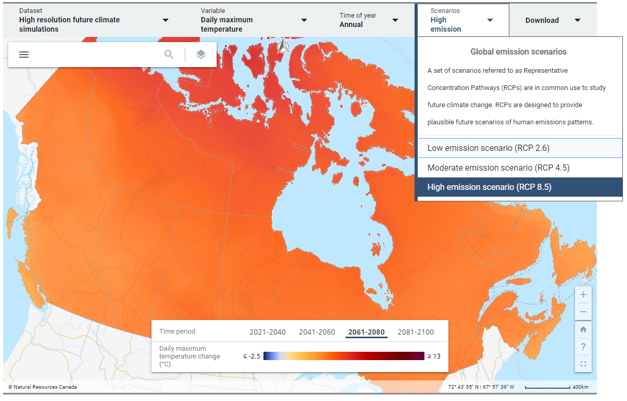 Dataset
High resolution future climate
simulations
Variable
Daily maximum
temperature
Time of year
Annual
Scenarios
High
emission
Download
Global emission scenarios
A set of scenarios referred to as Representative
Concentration Pathways (RCPs) are in common use to study
future climate change. RCPs are designed to provide
plausible future scenarios of human emissions patterns.
Low emission scenario (RCP 2.6)
Moderate emission scenario (RCP 4.5)
High emission scenario (RCP 8.5)
Time period
2021-2040 2041-2060 2061-2080 2081-2100
Daily maximum
temperature change
(°C)
≤ -2.5
≥ 13
© Natural Resources Canada
72° 43' 35" N | 67° 57' 39" W
400km